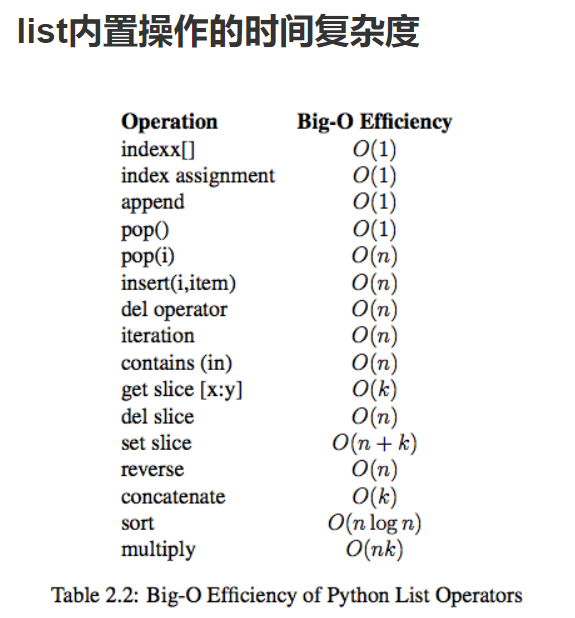 list内置操作的时间复杂度
Operation Big-O Efficiency
indexx[] O(1)
index assignment O(1)
append O(1)
pop() O(1)
pop(i) O(n)
insert(i,item) O(n)
del operator O(n)
iteration O(n)
contains (in) O(n)
get slice [x:y] O(k)
del slice O(n)
set slice O(n + k)
reverse O(n)
concatenate O(k)
sort O(n log n)
multiply O(nk)
Table 2.2: Big-O Efficiency of Python List Operators